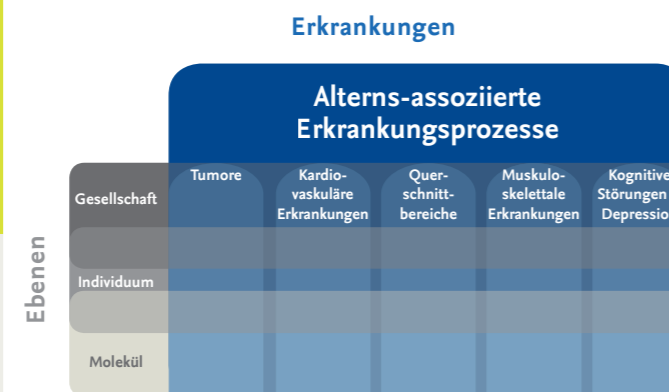 Erkrankungen
Alterns-assoziierte
Erkrankungsprozesse
Tumore
Kardio-
vaskuläre
Erkrankungen
Quer-
schnitt-
bereiche
Muskulo-
skelettale
Erkrankungen
Kognitive
Störungen
Depressio
Gesellschaft
Individuum
Molekül
Ebenen